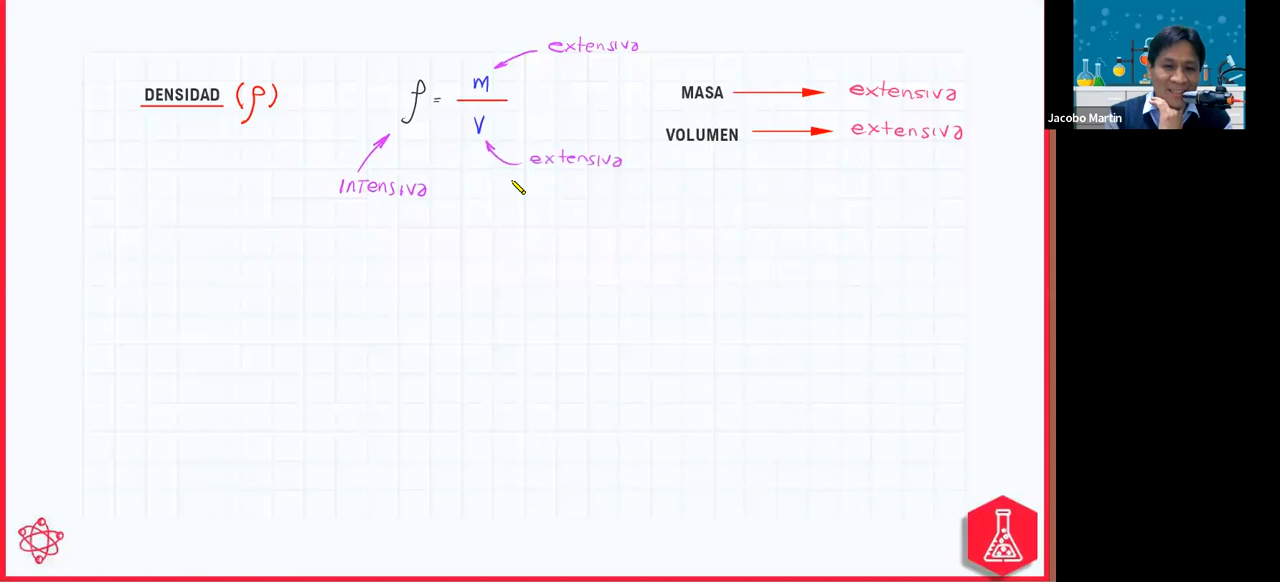 extensiva
DENSIDAD (ρ)
ρ = m / V
MASA → extensiva
VOLUMEN → extensiva
extensiva
INTensiva
Jacobo Martin